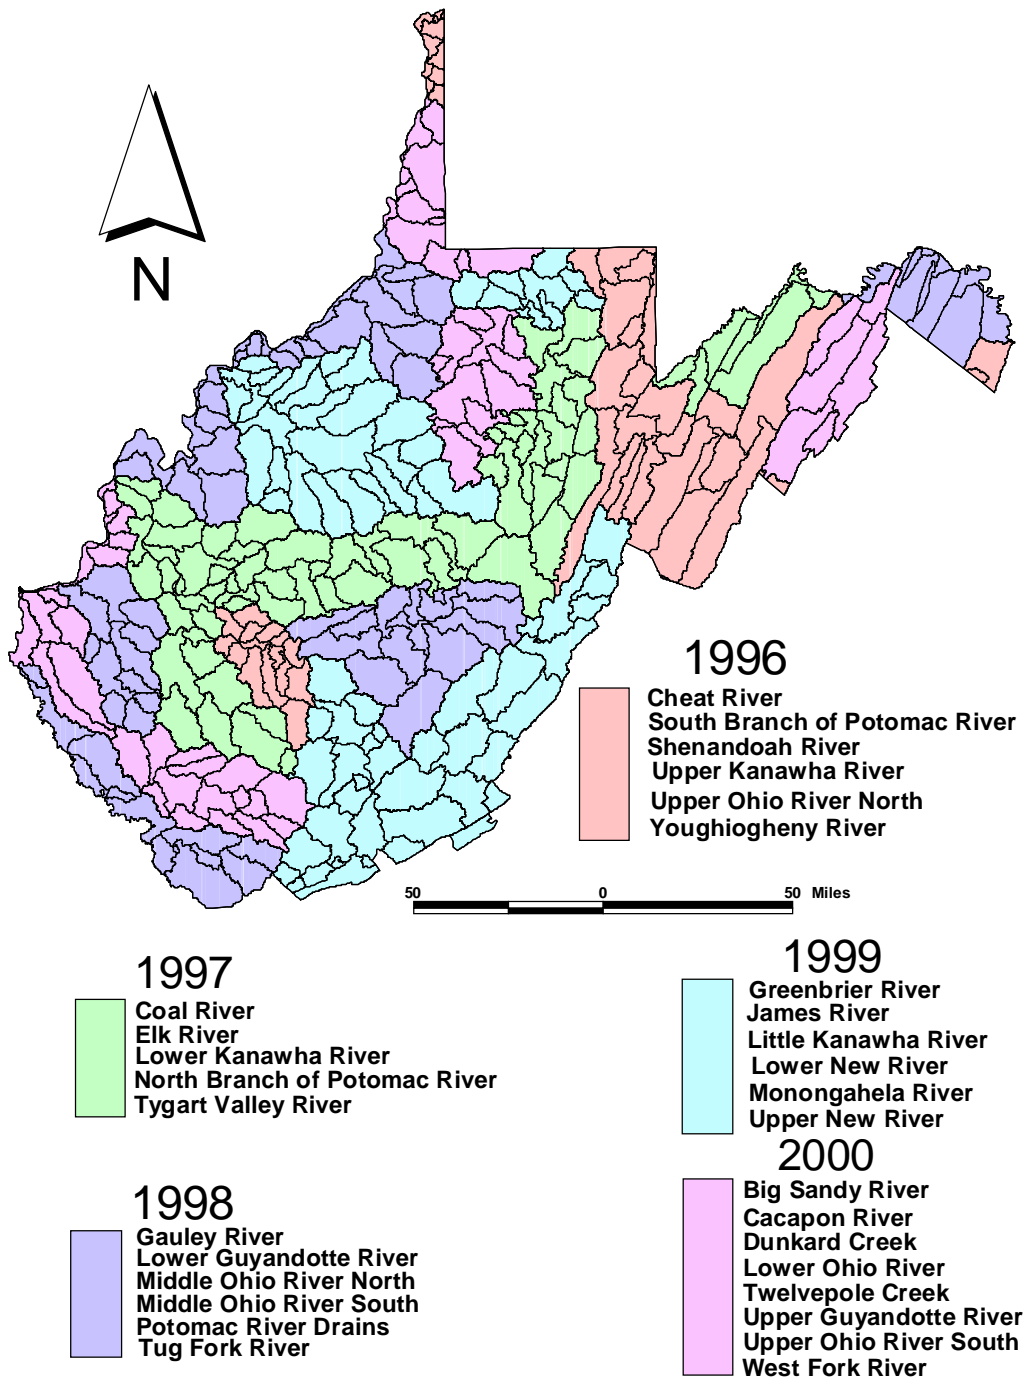 N
1996
Cheat River
South Branch of Potomac River
Shenandoah River
Upper Kanawha River
Upper Ohio River North
Youghiogheny River
50 0 50 Miles
1997
Coal River
Elk River
Lower Kanawha River
North Branch of Potomac River
Tygart Valley River
1999
Greenbrier River
James River
Little Kanawha River
Lower New River
Monongahela River
Upper New River
1998
Gauley River
Lower Guyandotte River
Middle Ohio River North
Middle Ohio River South
Potomac River Drains
Tug Fork River
2000
Big Sandy River
Cacapon River
Dunkard Creek
Lower Ohio River
Twelvepole Creek
Upper Guyandotte River
Upper Ohio River South
West Fork River